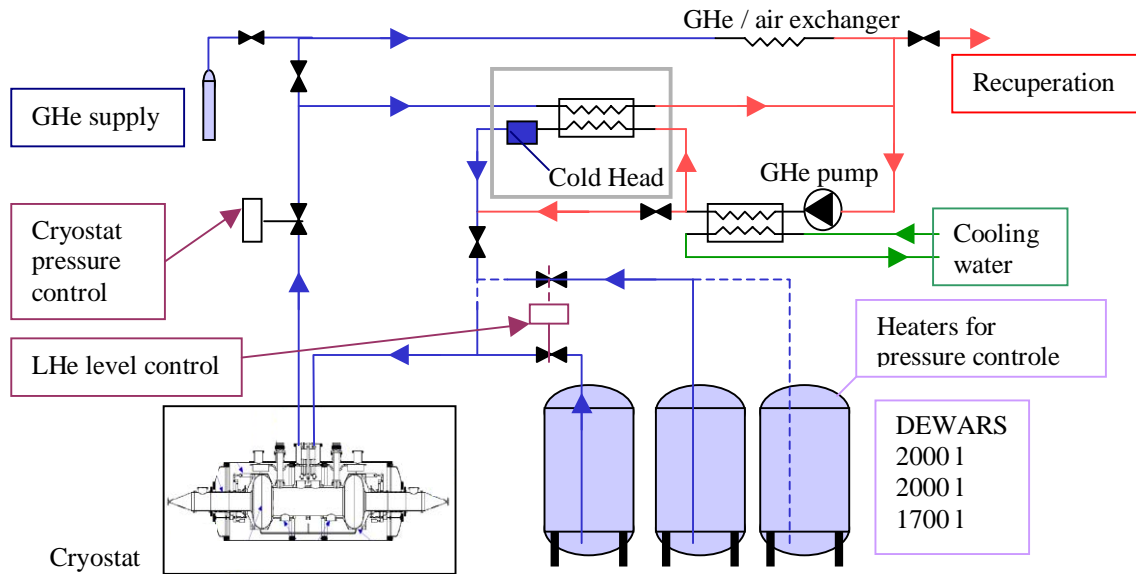 GHe / air exchanger
Recuperation
GHe supply
Cold Head
GHe pump
Cryostat
pressure
control
Cooling
water
LHe level control
Heaters for
pressure controle
DEWARS
2000 l
2000 l
1700 l
Cryostat